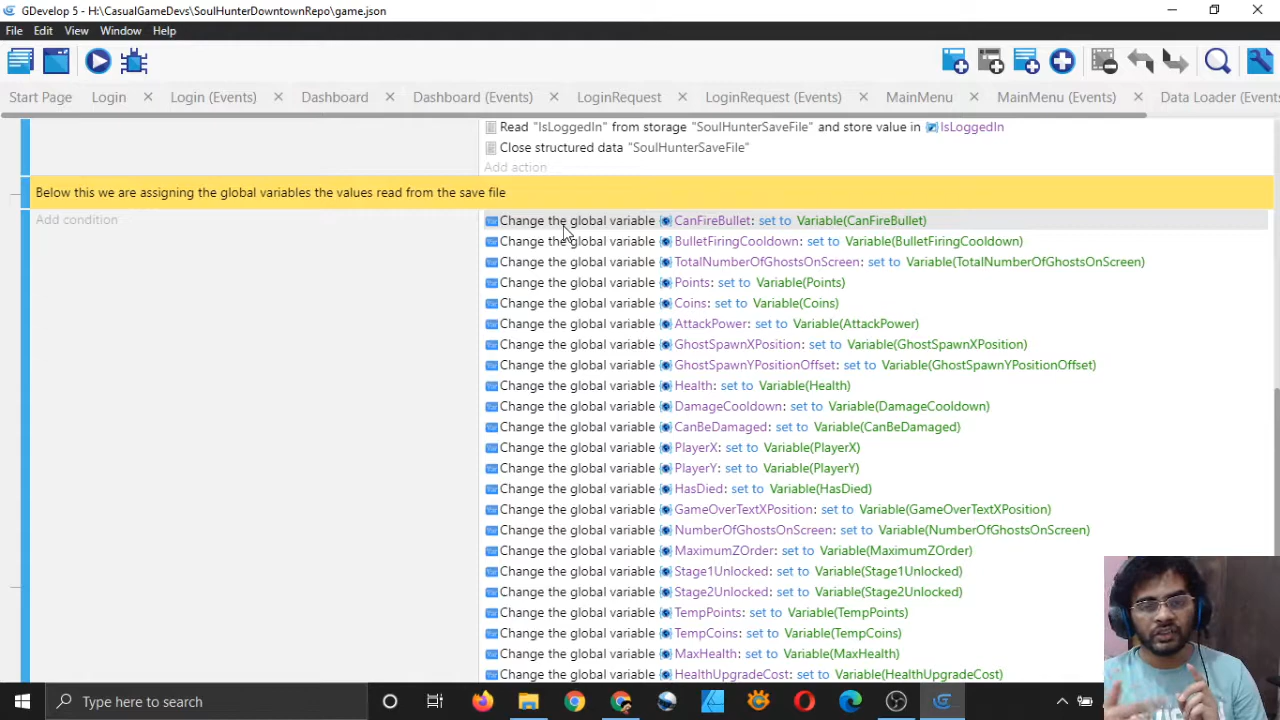 GDevelop 5 - H:\CasualGameDevs\SoulHunterDowntownRepo\game.json
File Edit View Window Help
Start Page Login Login (Events) Dashboard Dashboard (Events) LoginRequest LoginRequest (Events) MainMenu MainMenu (Events) Data Loader (Events
Read "IsLoggedIn" from storage "SoulHunterSaveFile" and store value in IsLoggedIn
Close structured data "SoulHunterSaveFile"
Add action
Below this we are assigning the global variables the values read from the save file
Add condition
Change the global variable CanFireBullet: set to Variable(CanFireBullet)
Change the global variable BulletFiringCooldown: set to Variable(BulletFiringCooldown)
Change the global variable TotalNumberOfGhostsOnScreen: set to Variable(TotalNumberOfGhostsOnScreen)
Change the global variable Points: set to Variable(Points)
Change the global variable Coins: set to Variable(Coins)
Change the global variable AttackPower: set to Variable(AttackPower)
Change the global variable GhostSpawnXPosition: set to Variable(GhostSpawnXPosition)
Change the global variable GhostSpawnYPositionOffset: set to Variable(GhostSpawnYPositionOffset)
Change the global variable Health: set to Variable(Health)
Change the global variable DamageCooldown: set to Variable(DamageCooldown)
Change the global variable CanBeDamaged: set to Variable(CanBeDamaged)
Change the global variable PlayerX: set to Variable(PlayerX)
Change the global variable PlayerY: set to Variable(PlayerY)
Change the global variable HasDied: set to Variable(HasDied)
Change the global variable GameOverTextXPosition: set to Variable(GameOverTextXPosition)
Change the global variable NumberOfGhostsOnScreen: set to Variable(NumberOfGhostsOnScreen)
Change the global variable MaximumZOrder: set to Variable(MaximumZOrder)
Change the global variable Stage1Unlocked: set to Variable(Stage1Unlocked)
Change the global variable Stage2Unlocked: set to Variable(Stage2Unlocked)
Change the global variable TempPoints: set to Variable(TempPoints)
Change the global variable TempCoins: set to Variable(TempCoins)
Change the global variable MaxHealth: set to Variable(MaxHealth)
Change the global variable HealthUpgradeCost: set to Variable(HealthUpgradeCost)
Type here to search